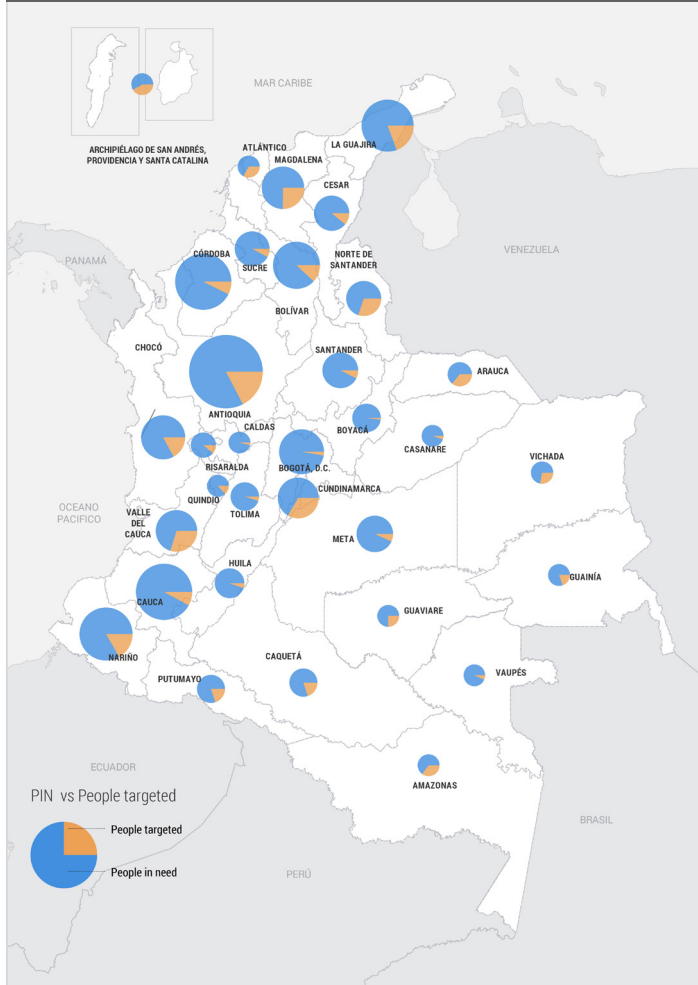 MAR CARIBE
ARCHIPIÉLAGO DE SAN ANDRÉS,
PROVIDENCIA Y SANTA CATALINA
ATLÁNTICO
LA GUAJIRA
MAGDALENA
CESAR
VENEZUELA
PANAMÁ
CÓRDOBA
SUCRE
NORTE DE
SANTANDER
BOLÍVAR
CHOCÓ
SANTANDER
ARAUCA
ANTIOQUIA
CALDAS
BOYACÁ
CASANARE
VICHADA
RISARALDA
BOGOTÁ, D.C.
CUNDINAMARCA
QUINDIO
TOLIMA
OCEANO
PACIFICO
VALLE
DEL
CAUCA
META
HUILA
GUAINÍA
CAUCA
GUAVIARE
NARIÑO
CAQUETÁ
VAUPÉS
PUTUMAYO
ECUADOR
AMAZONAS
PIN vs People targeted
People targeted
People in need
BRASIL
PERÚ